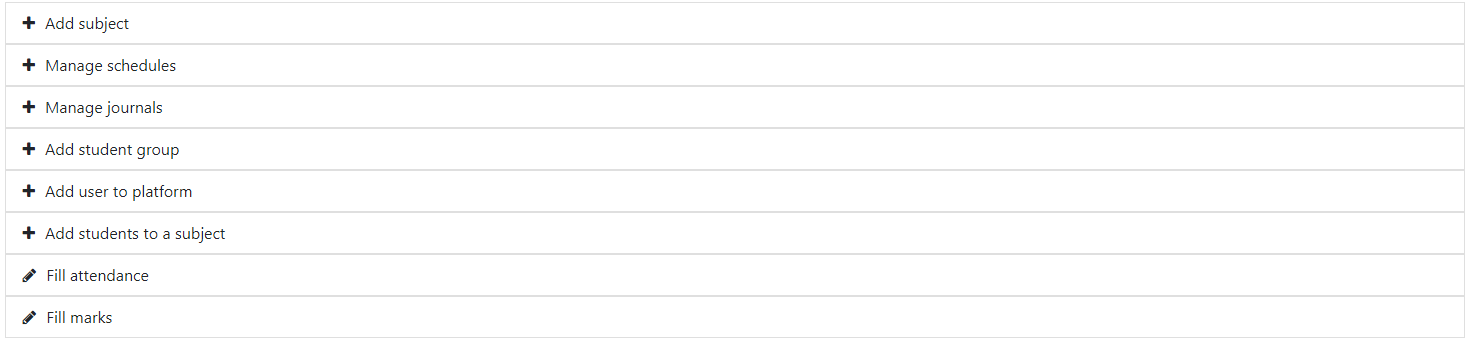 Add subject
Manage schedules
Manage journals
Add student group
Add user to platform
Add students to a subject
Fill attendance
Fill marks